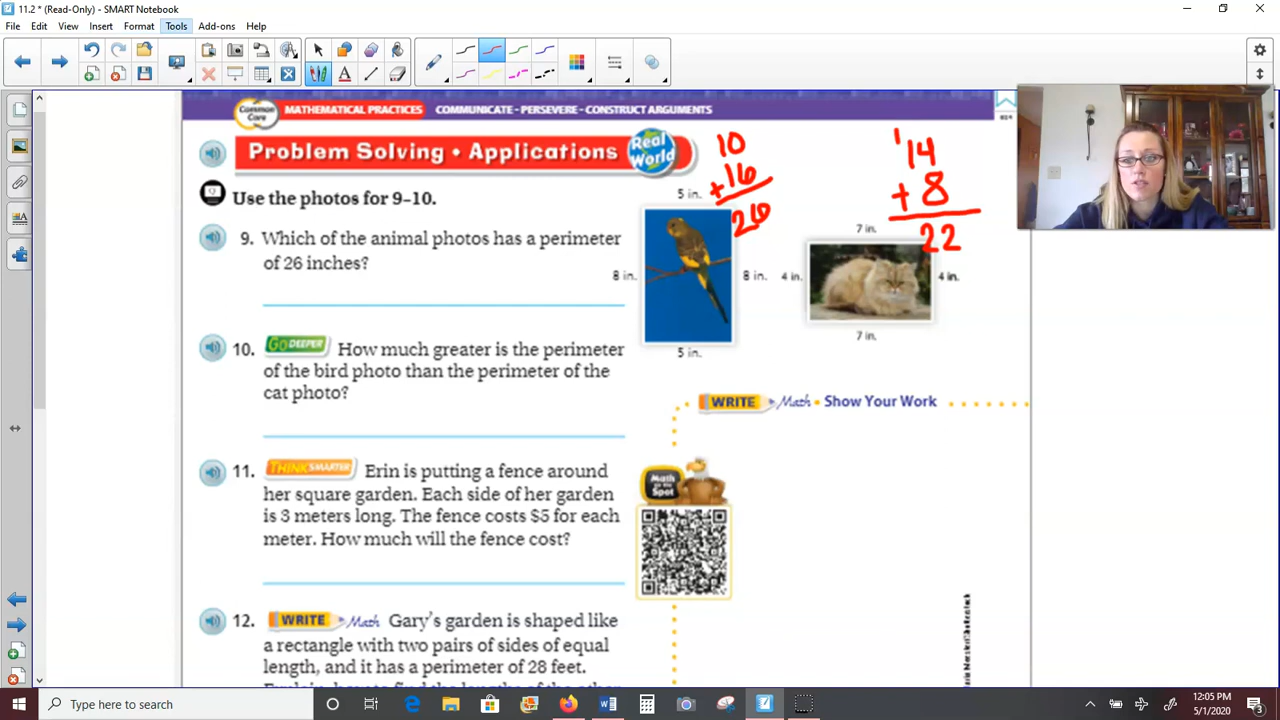 11.2 * (Read-Only) - SMART Notebook
File Edit View Insert Format Tools Add-ons Help
Common Core MATHEMATICAL PRACTICES COMMUNICATE • PERSEVERE • CONSTRUCT ARGUMENTS
Problem Solving • Applications Real World
Use the photos for 9–10.
9. Which of the animal photos has a perimeter
of 26 inches?
10. GO DEEPER How much greater is the perimeter
of the bird photo than the perimeter of the
cat photo?
11. THINK SMARTER Erin is putting a fence around
her square garden. Each side of her garden
is 3 meters long. The fence costs $5 for each
meter. How much will the fence cost?
12. WRITE Math Gary's garden is shaped like
a rectangle with two pairs of sides of equal
length, and it has a perimeter of 28 feet.
10
+16
26
5 in.
8 in.
8 in.
5 in.
1
14
+ 8
22
7 in.
4 in.
4 in.
7 in.
WRITE Math • Show Your Work
Math on the Spot
Type here to search
12:05 PM
5/1/2020